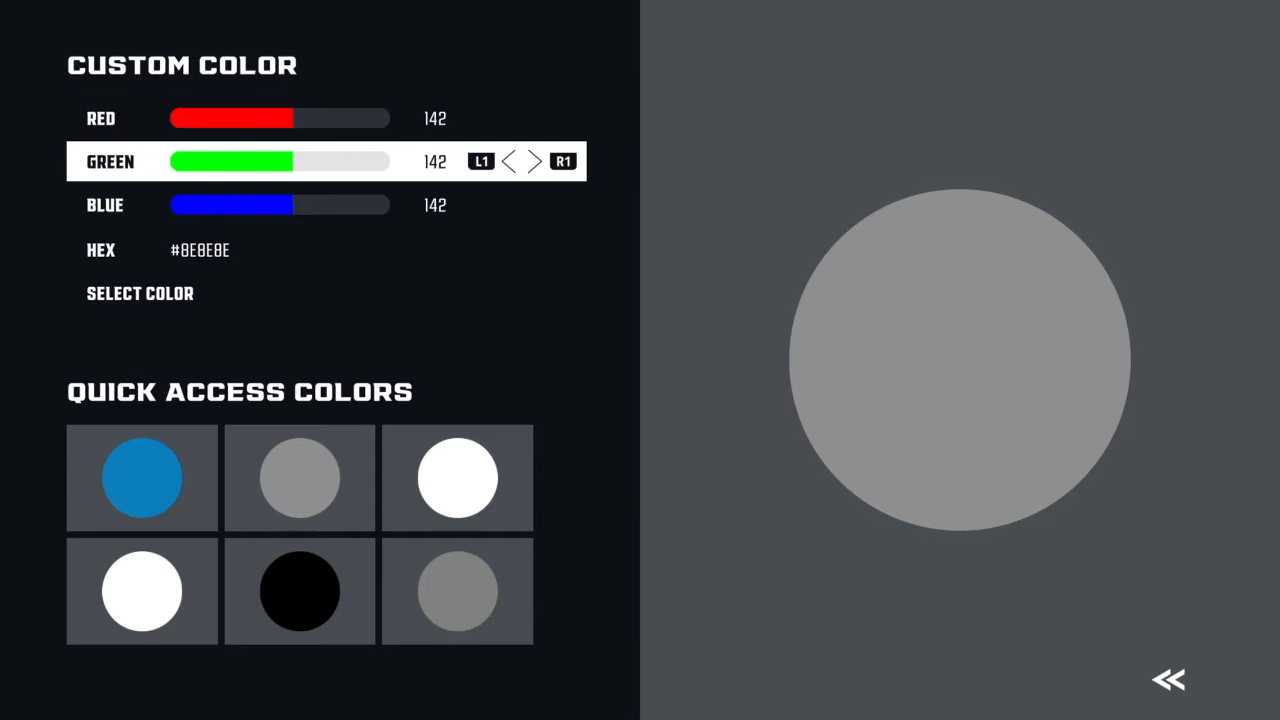 CUSTOM COLOR
RED 142
GREEN 142 L1 R1
BLUE 142
HEX #8E8E8E
SELECT COLOR
QUICK ACCESS COLORS